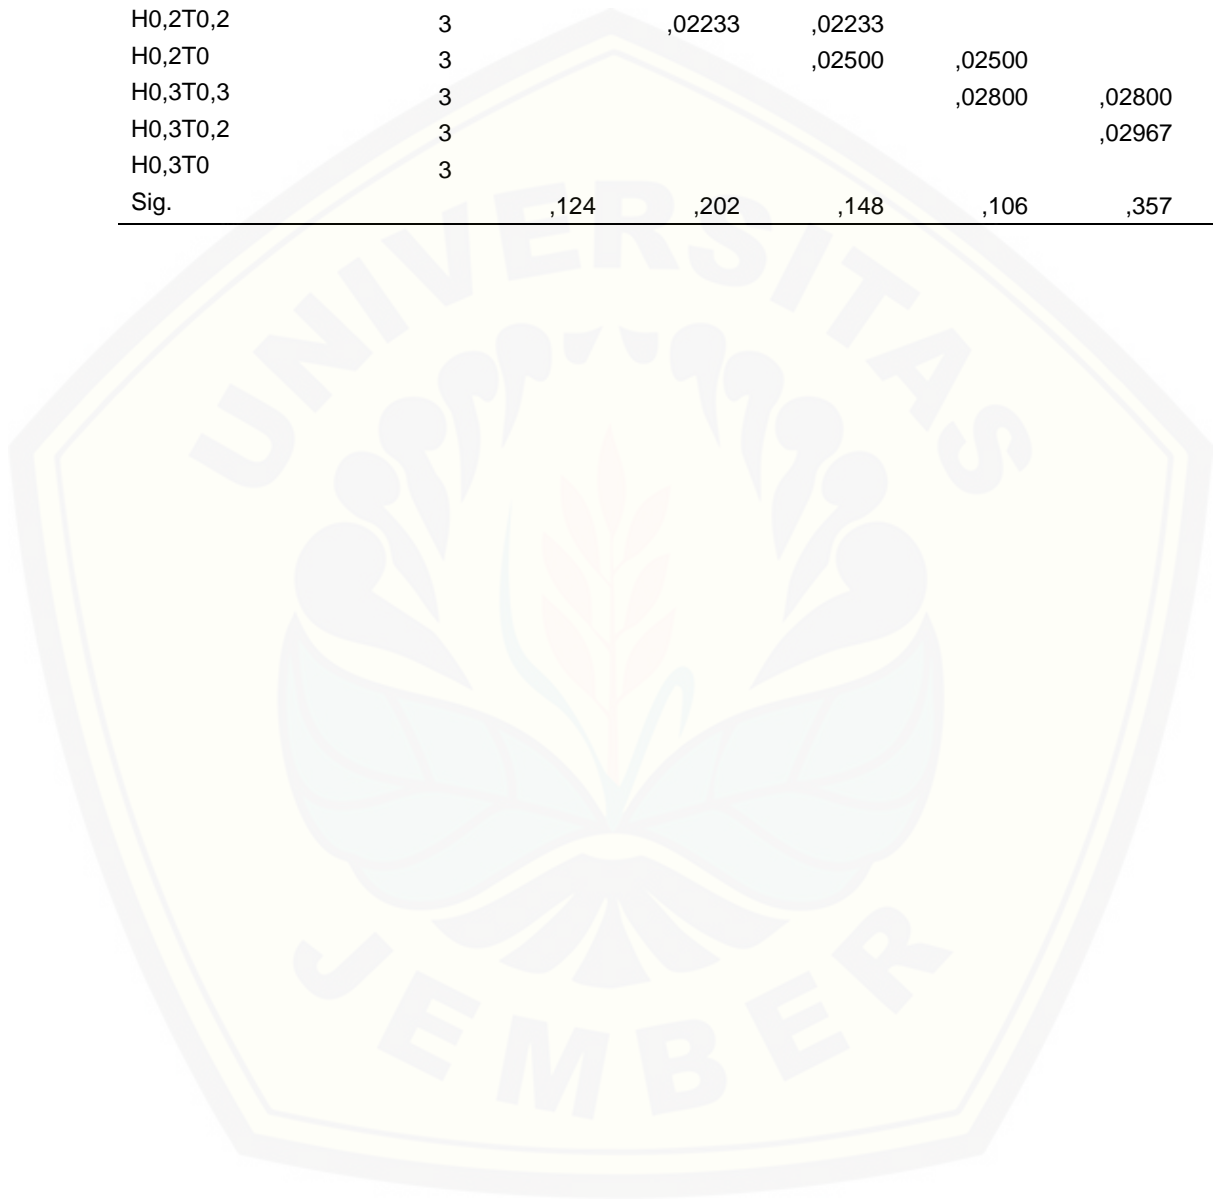 H0,2T0,2 3 ,02233 ,02233
H0,2T0 3 ,02500 ,02500
H0,3T0,3 3 ,02800 ,02800
H0,3T0,2 3 ,02967
H0,3T0 3
Sig. ,124 ,202 ,148 ,106 ,357
UNIVERSITAS
JEMBER